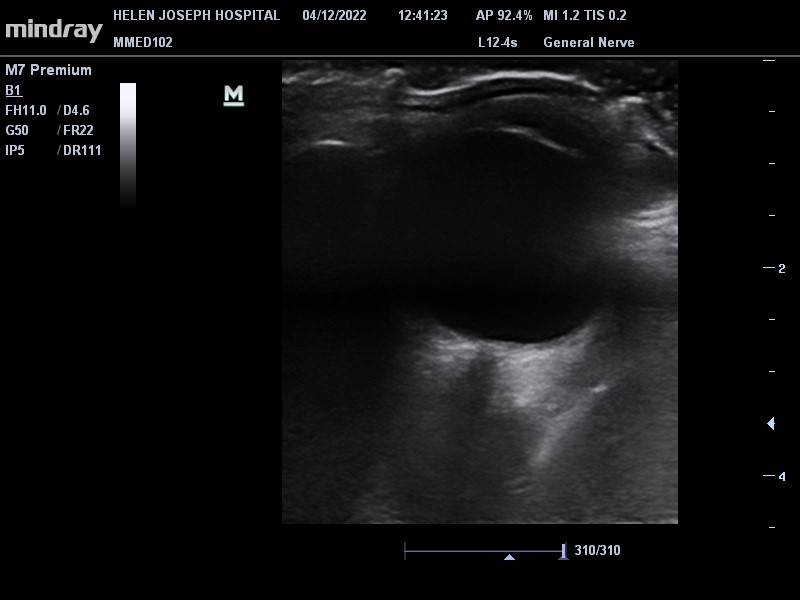 mindray
HELEN JOSEPH HOSPITAL 04/12/2022 12:41:23 AP 92.4% MI 1.2 TIS 0.2
MMED102 L12-4s General Nerve
M7 Premium
B1
FH11.0 / D4.6
G50 / FR22
IP5 / DR111
M
2
4
310/310